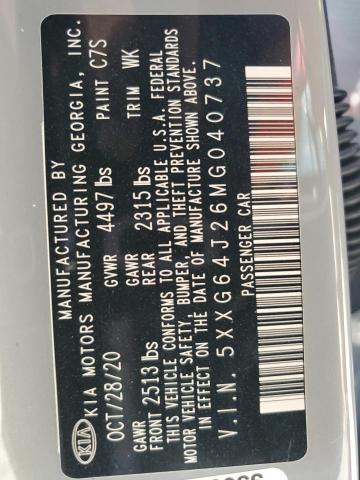 MANUFACTURED BY
KIA KIA MOTORS MANUFACTURING GEORGIA, INC.
OCT/28/20 GVWR 4497 lbs PAINT C7S
GAWR FRONT 2513 lbs GAWR REAR 2315 lbs TRIM WK
THIS VEHICLE CONFORMS TO ALL APPLICABLE U.S.A. FEDERAL
MOTOR VEHICLE SAFETY, BUMPER, AND THEFT PREVENTION STANDARDS
IN EFFECT ON THE DATE OF MANUFACTURE SHOWN ABOVE.
V.I.N. 5XXG64J26MG040737
PASSENGER CAR